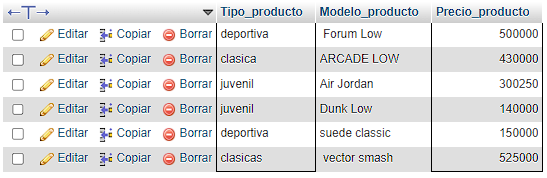 Tipo_producto Modelo_producto Precio_producto
Editar Copiar Borrar deportiva Forum Low 500000
Editar Copiar Borrar clasica ARCADE LOW 430000
Editar Copiar Borrar juvenil Air Jordan 300250
Editar Copiar Borrar juvenil Dunk Low 140000
Editar Copiar Borrar deportiva suede classic 150000
Editar Copiar Borrar clasicas vector smash 525000